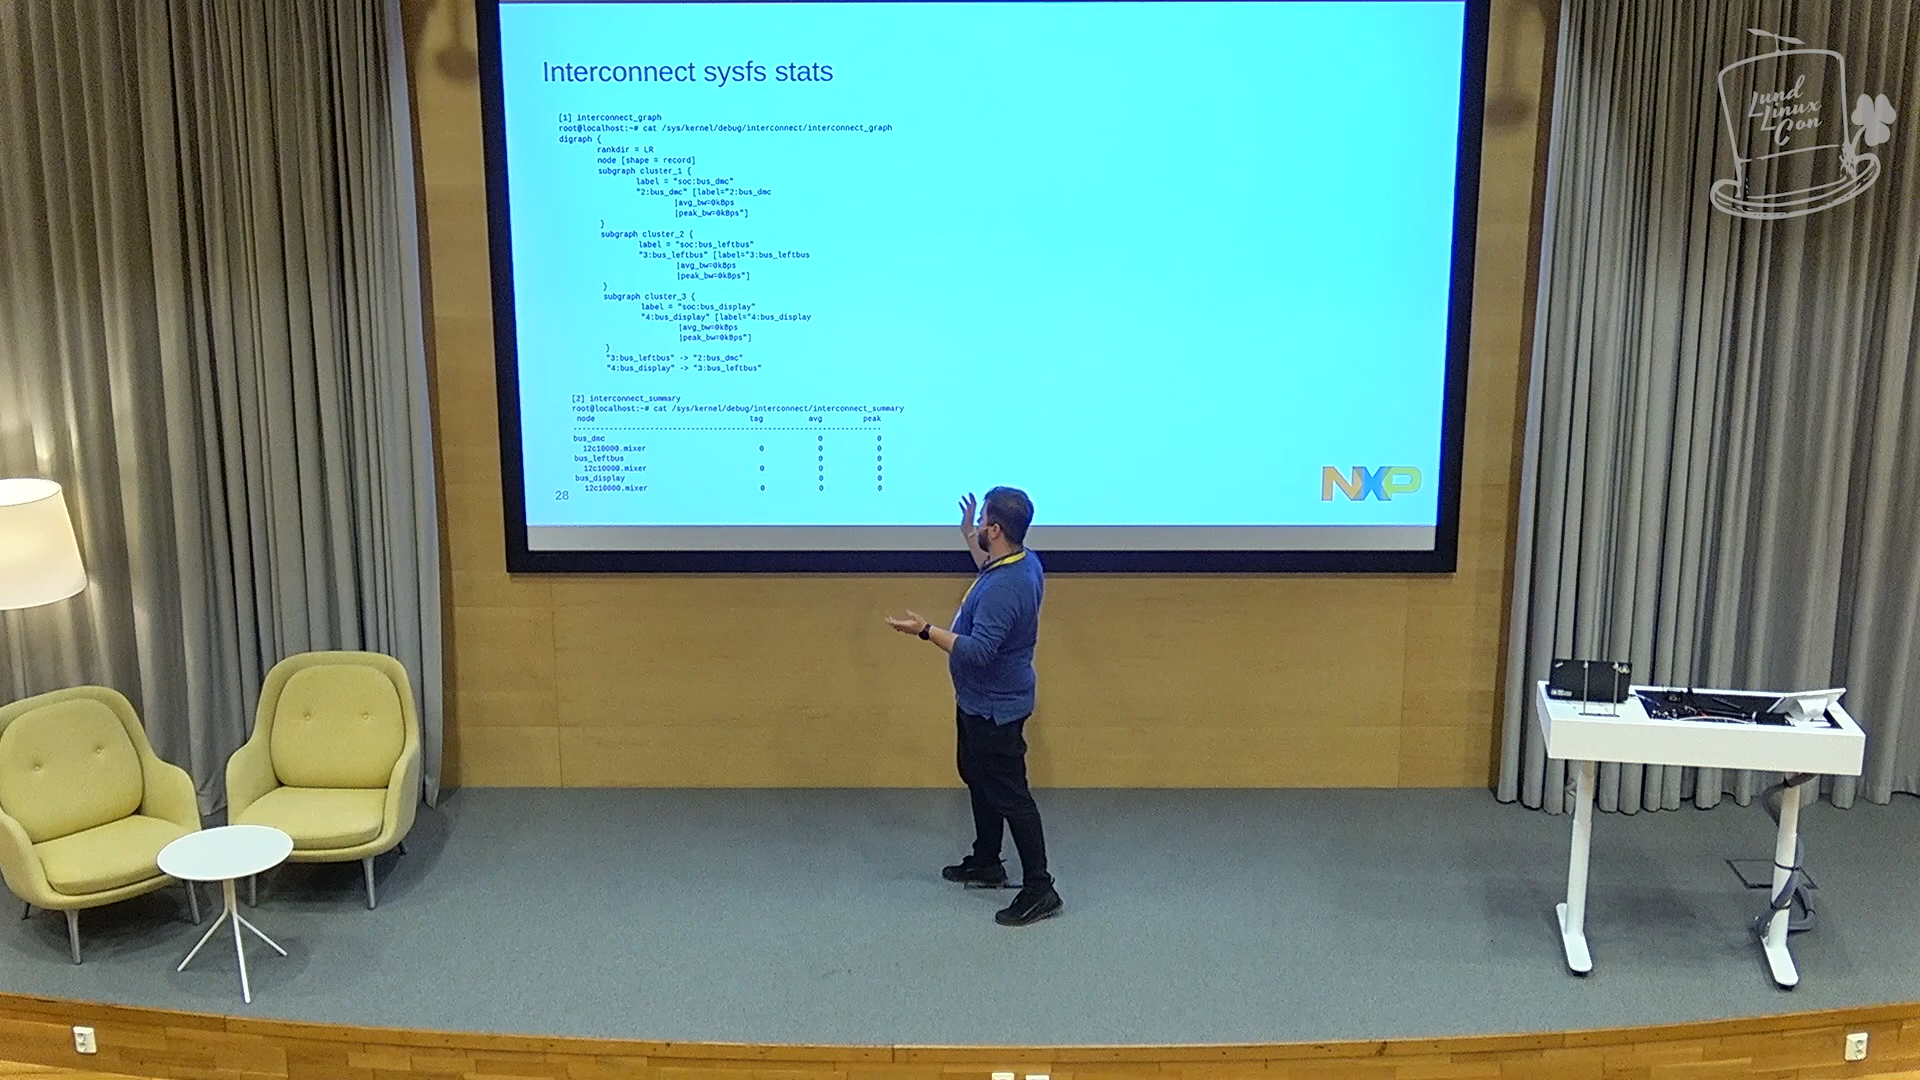 Interconnect sysfs stats
[1] interconnect_graph
root@localhost:~# cat /sys/kernel/debug/interconnect/interconnect_graph
digraph {
rankdir = LR
node [shape = record]
subgraph cluster_1 {
label = "soc:bus_dmc"
"2:bus_dmc" [label="2:bus_dmc
|avg_bw=0kBps
|peak_bw=0kBps"]
}
subgraph cluster_2 {
label = "soc:bus_leftbus"
"3:bus_leftbus" [label="3:bus_leftbus
|avg_bw=0kBps
|peak_bw=0kBps"]
}
subgraph cluster_3 {
label = "soc:bus_display"
"4:bus_display" [label="4:bus_display
|avg_bw=0kBps
|peak_bw=0kBps"]
}
"3:bus_leftbus" -> "2:bus_dmc"
"4:bus_display" -> "3:bus_leftbus"
[2] interconnect_summary
root@localhost:~# cat /sys/kernel/debug/interconnect/interconnect_summary
node tag avg peak
--------------------------------------------------------------------
bus_dmc 0 0
12c10000.mixer 0 0 0
bus_leftbus 0 0
12c10000.mixer 0 0 0
bus_display 0 0
12c10000.mixer 0 0 0
28
NXP
Lund
Linux
Con